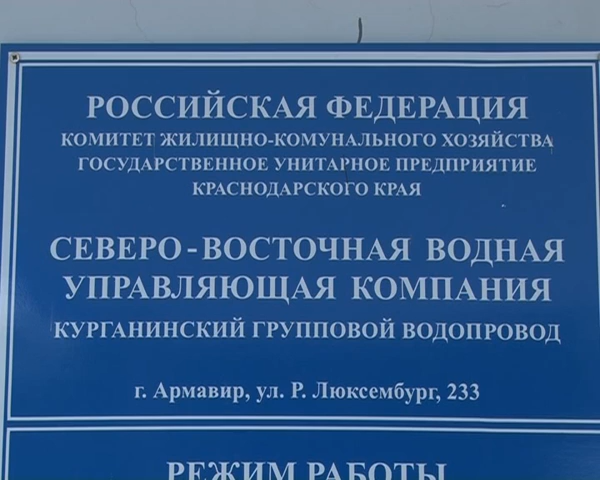 РОССИЙСКАЯ ФЕДЕРАЦИЯ
КОМИТЕТ ЖИЛИЩНО-КОМУНАЛЬНОГО ХОЗЯЙСТВА
ГОСУДАРСТВЕННОЕ УНИТАРНОЕ ПРЕДПРИЯТИЕ
КРАСНОДАРСКОГО КРАЯ
СЕВЕРО-ВОСТОЧНАЯ ВОДНАЯ
УПРАВЛЯЮЩАЯ КОМПАНИЯ
КУРГАНИНСКИЙ ГРУППОВОЙ ВОДОПРОВОД
г. Армавир, ул. Р. Люксембург, 233
РЕЖИМ РАБОТЫ